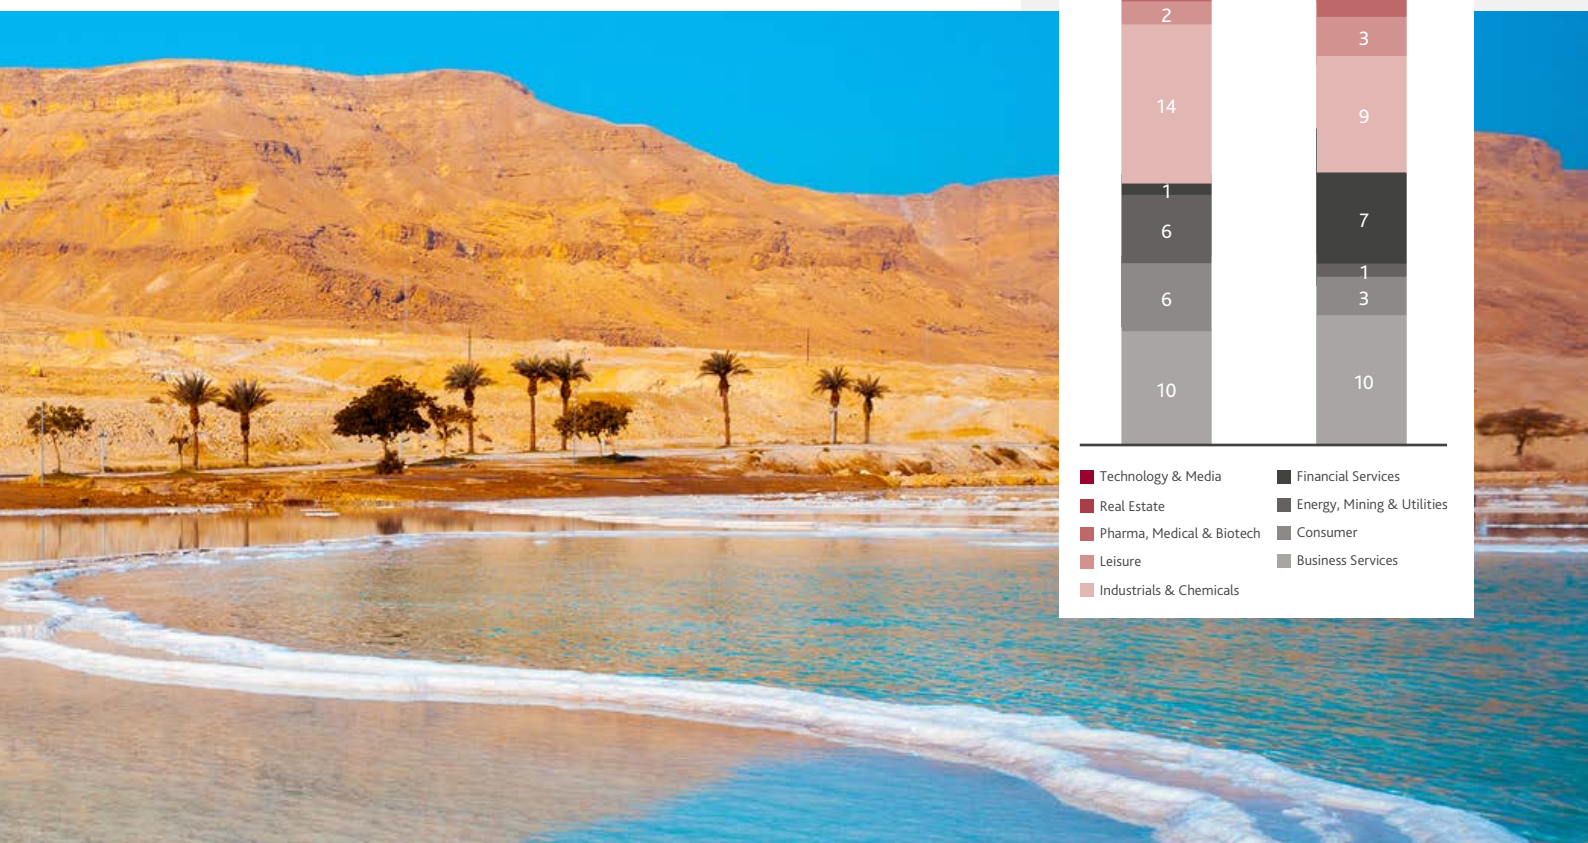 2
3
14
9
1
7
6
1
6
3
10
10
Technology & Media
Financial Services
Real Estate
Energy, Mining & Utilities
Pharma, Medical & Biotech
Consumer
Leisure
Business Services
Industrials & Chemicals